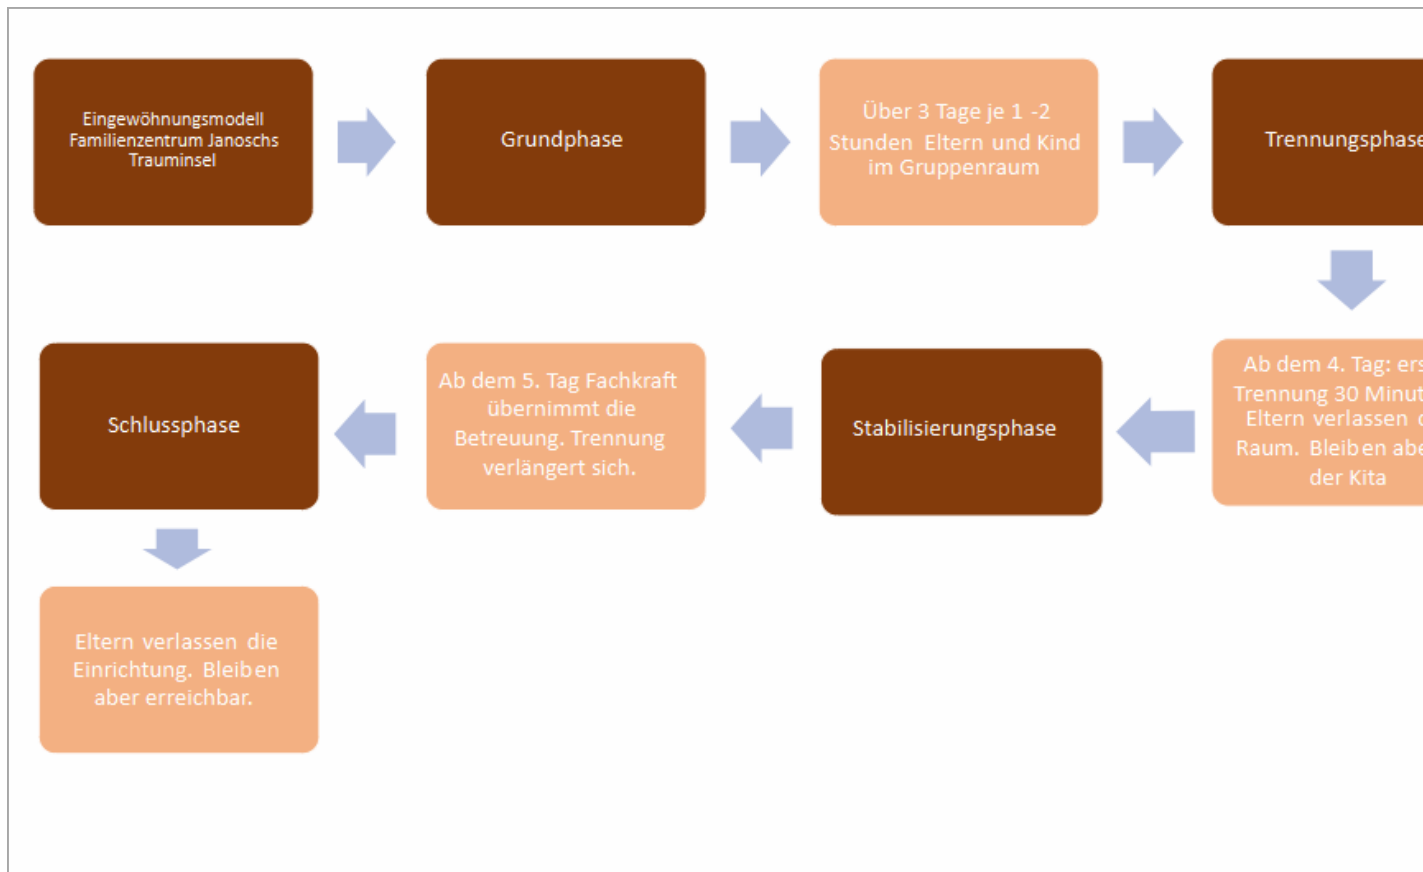 Eingewöhnungsmodell
Familienzentrum Janoschs
Trauminsel
Grundphase
Über 3 Tage je 1 -2
Stunden Eltern und Kind
im Gruppenraum
Trennungsphase
Ab dem 4. Tag:
Trennung 30
Eltern verlassen
Raum. Bleiben
der Kita
Stabilisierungsphase
Ab dem 5. Tag Fachkraft
übernimmt die
Betreuung. Trennung
verlängert sich.
Schlussphase
Eltern verlassen die
Einrichtung. Bleiben
aber erreichbar.